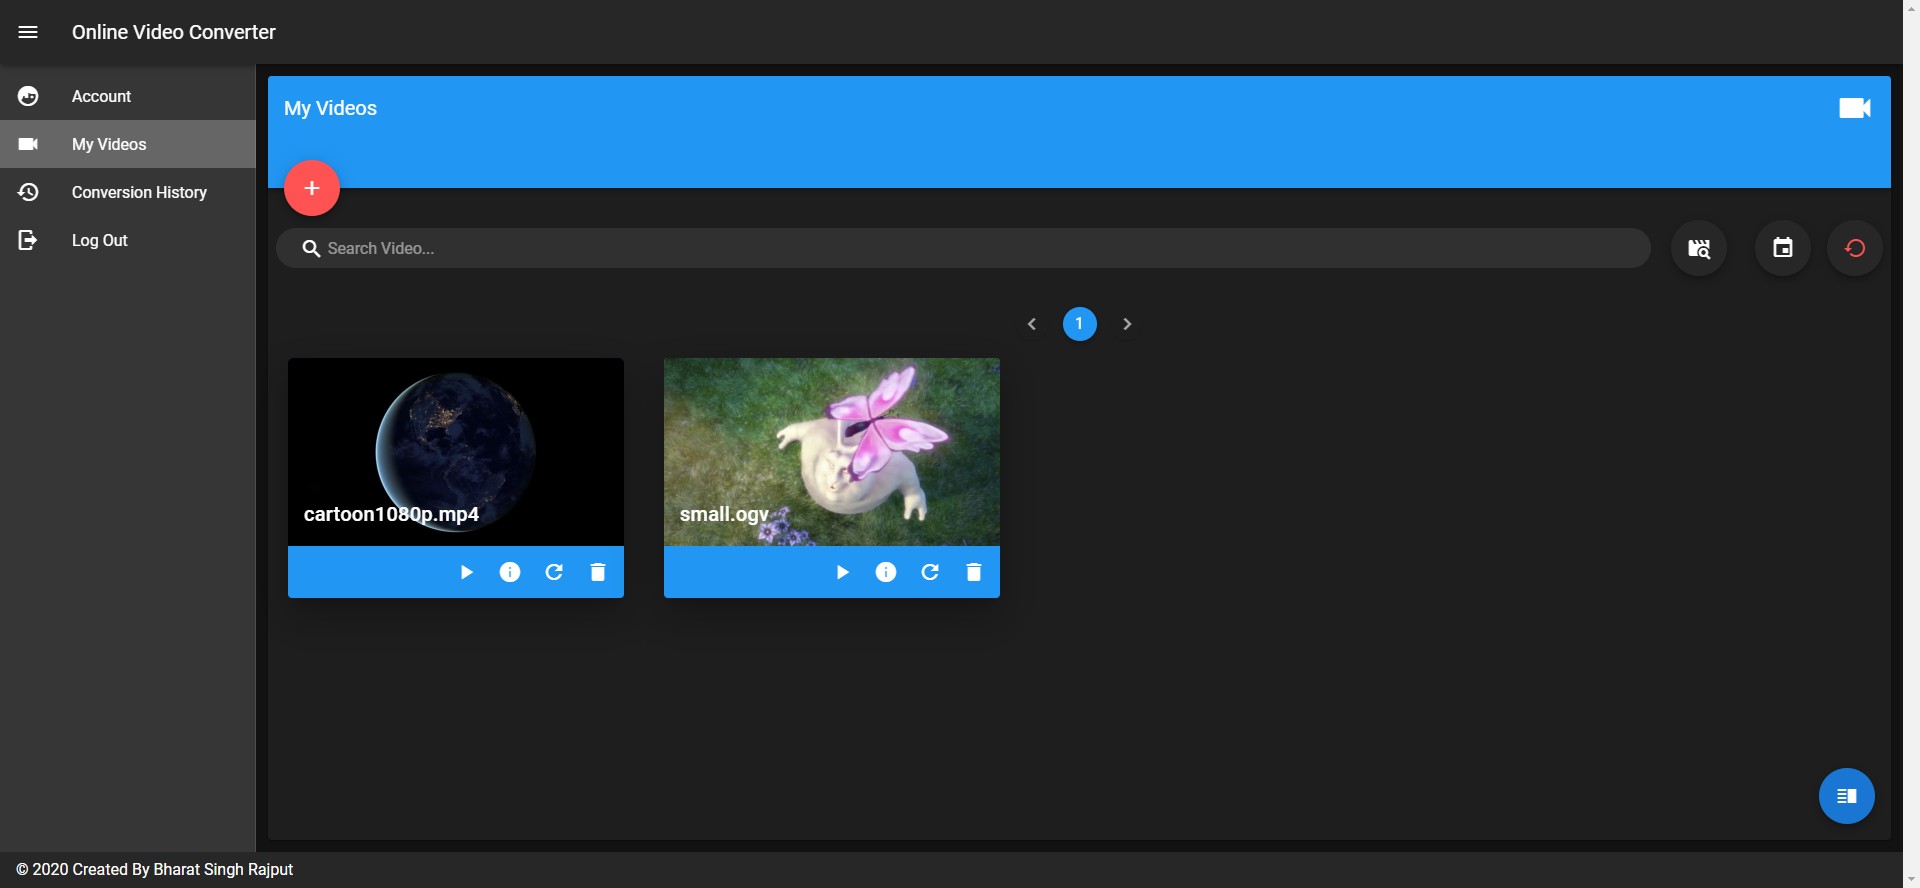 Online Video Converter
Account
My Videos
Conversion History
Log Out
My Videos
+
Search Video...
1
cartoon1080p.mp4
small.ogv
© 2020 Created By Bharat Singh Rajput